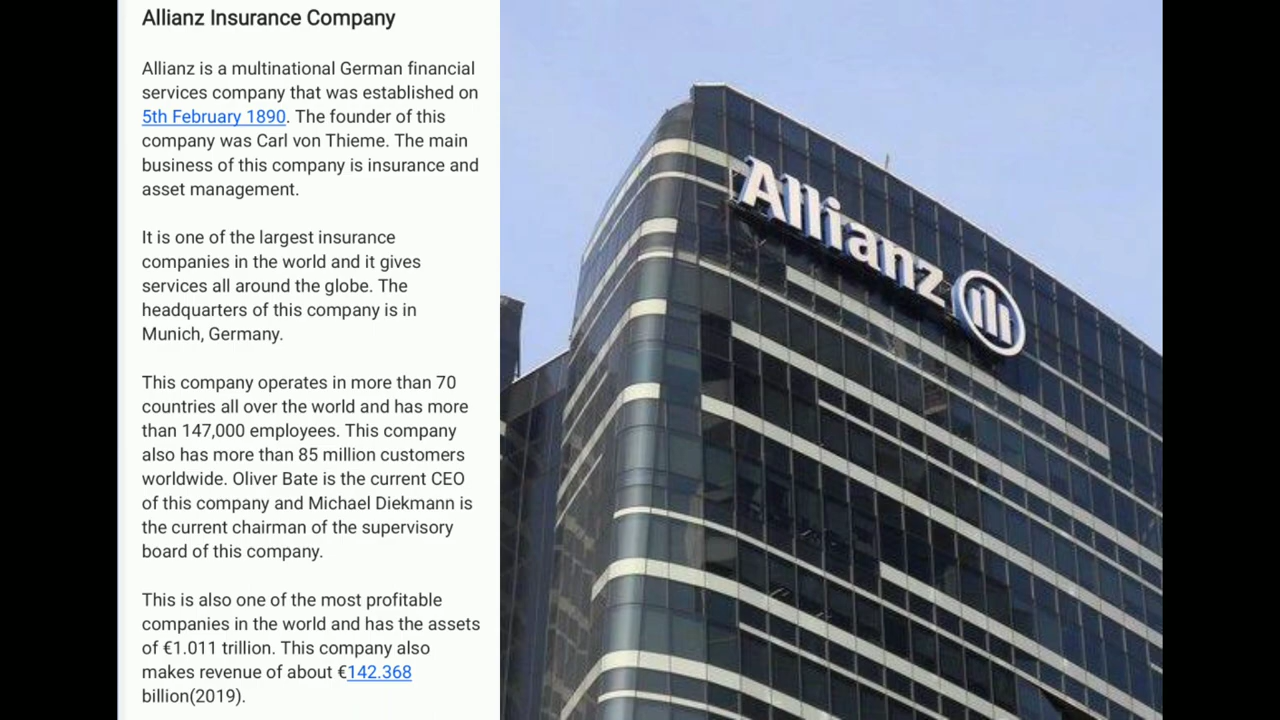 Allianz Insurance Company
Allianz is a multinational German financial
services company that was established on
5th February 1890. The founder of this
company was Carl von Thieme. The main
business of this company is insurance and
asset management.
It is one of the largest insurance
companies in the world and it gives
services all around the globe. The
headquarters of this company is in
Munich, Germany.
This company operates in more than 70
countries all over the world and has more
than 147,000 employees. This company
also has more than 85 million customers
worldwide. Oliver Bate is the current CEO
of this company and Michael Diekmann is
the current chairman of the supervisory
board of this company.
This is also one of the most profitable
companies in the world and has the assets
of €1.011 trillion. This company also
makes revenue of about €142.368
billion(2019).
Allianz